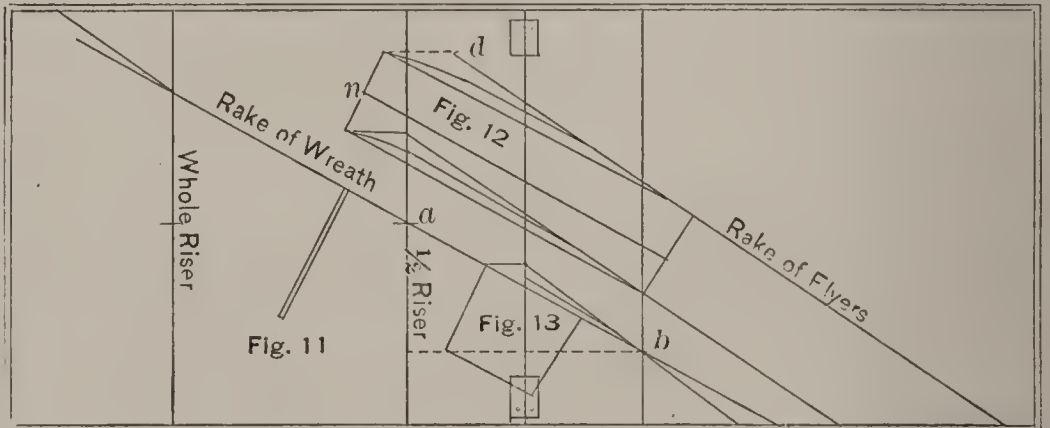 d
n
Fig. 12
Rake of Wreath
Whole Riser
a
½ Riser
Rake of Flyers
Fig. 13
b
Fig. 11